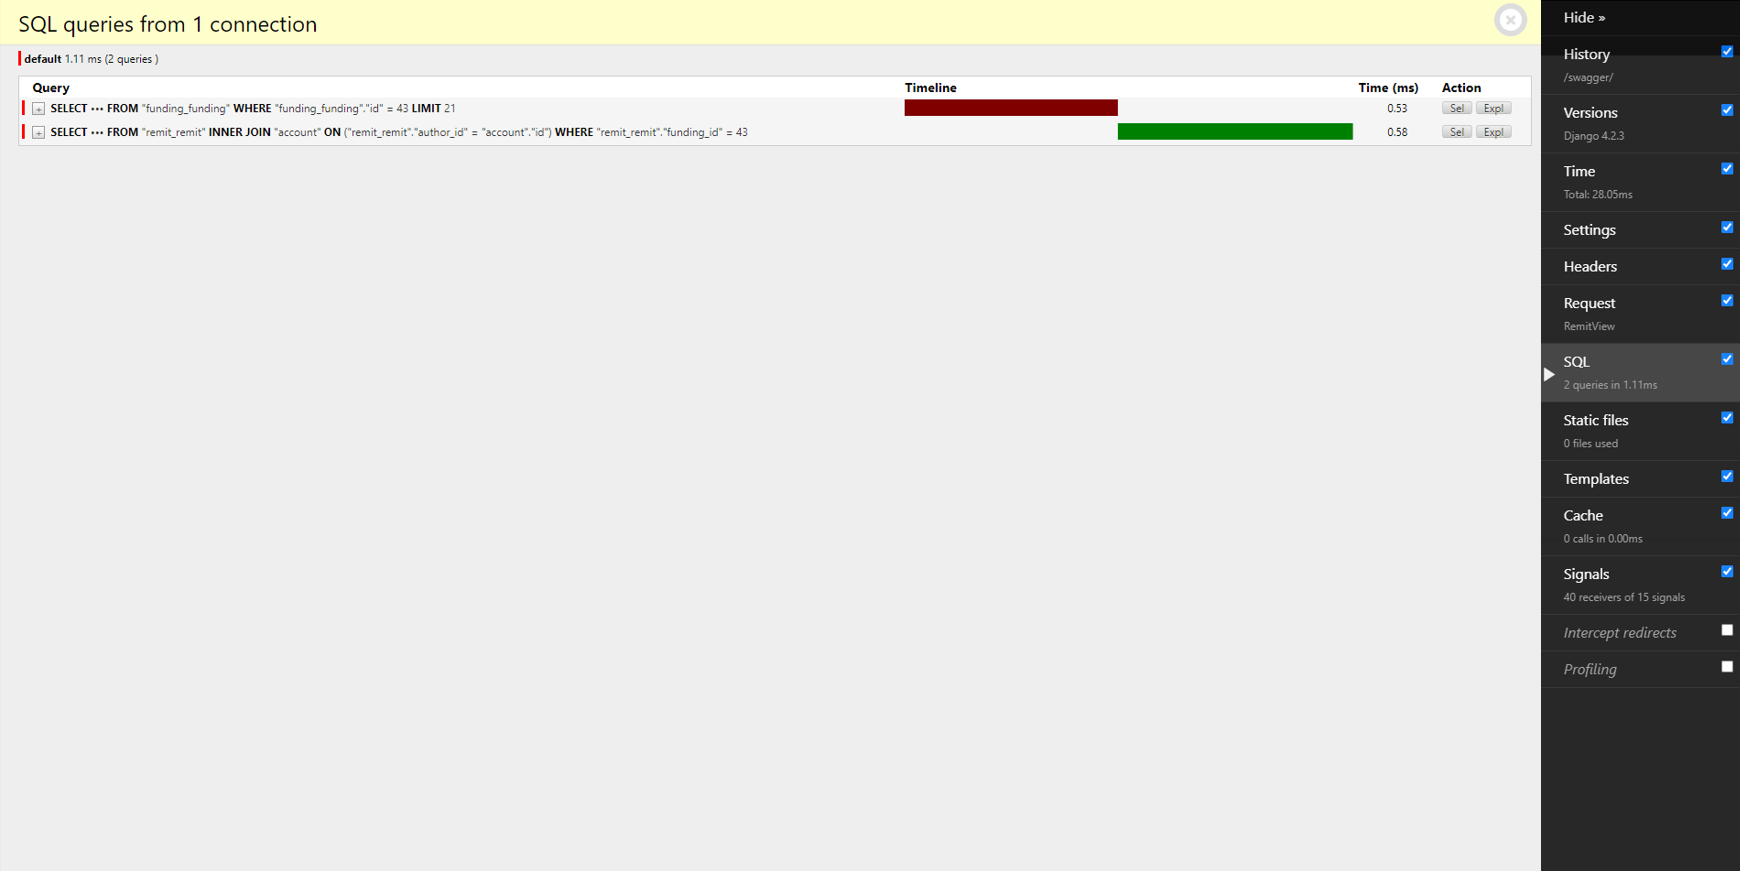 SQL queries from 1 connection
default 1.11 ms (2 queries )
Query Timeline Time (ms) Action
+ SELECT ••• FROM "funding_funding" WHERE "funding_funding"."id" = 43 LIMIT 21 0.53 Sel Expl
+ SELECT ••• FROM "remit_remit" INNER JOIN "account" ON ("remit_remit"."author_id" = "account"."id") WHERE "remit_remit"."funding_id" = 43 0.58 Sel Expl
Hide »
History
/swagger/
Versions
Django 4.2.3
Time
Total: 28.05ms
Settings
Headers
Request
RemitView
SQL
2 queries in 1.11ms
Static files
0 files used
Templates
Cache
0 calls in 0.00ms
Signals
40 receivers of 15 signals
Intercept redirects
Profiling